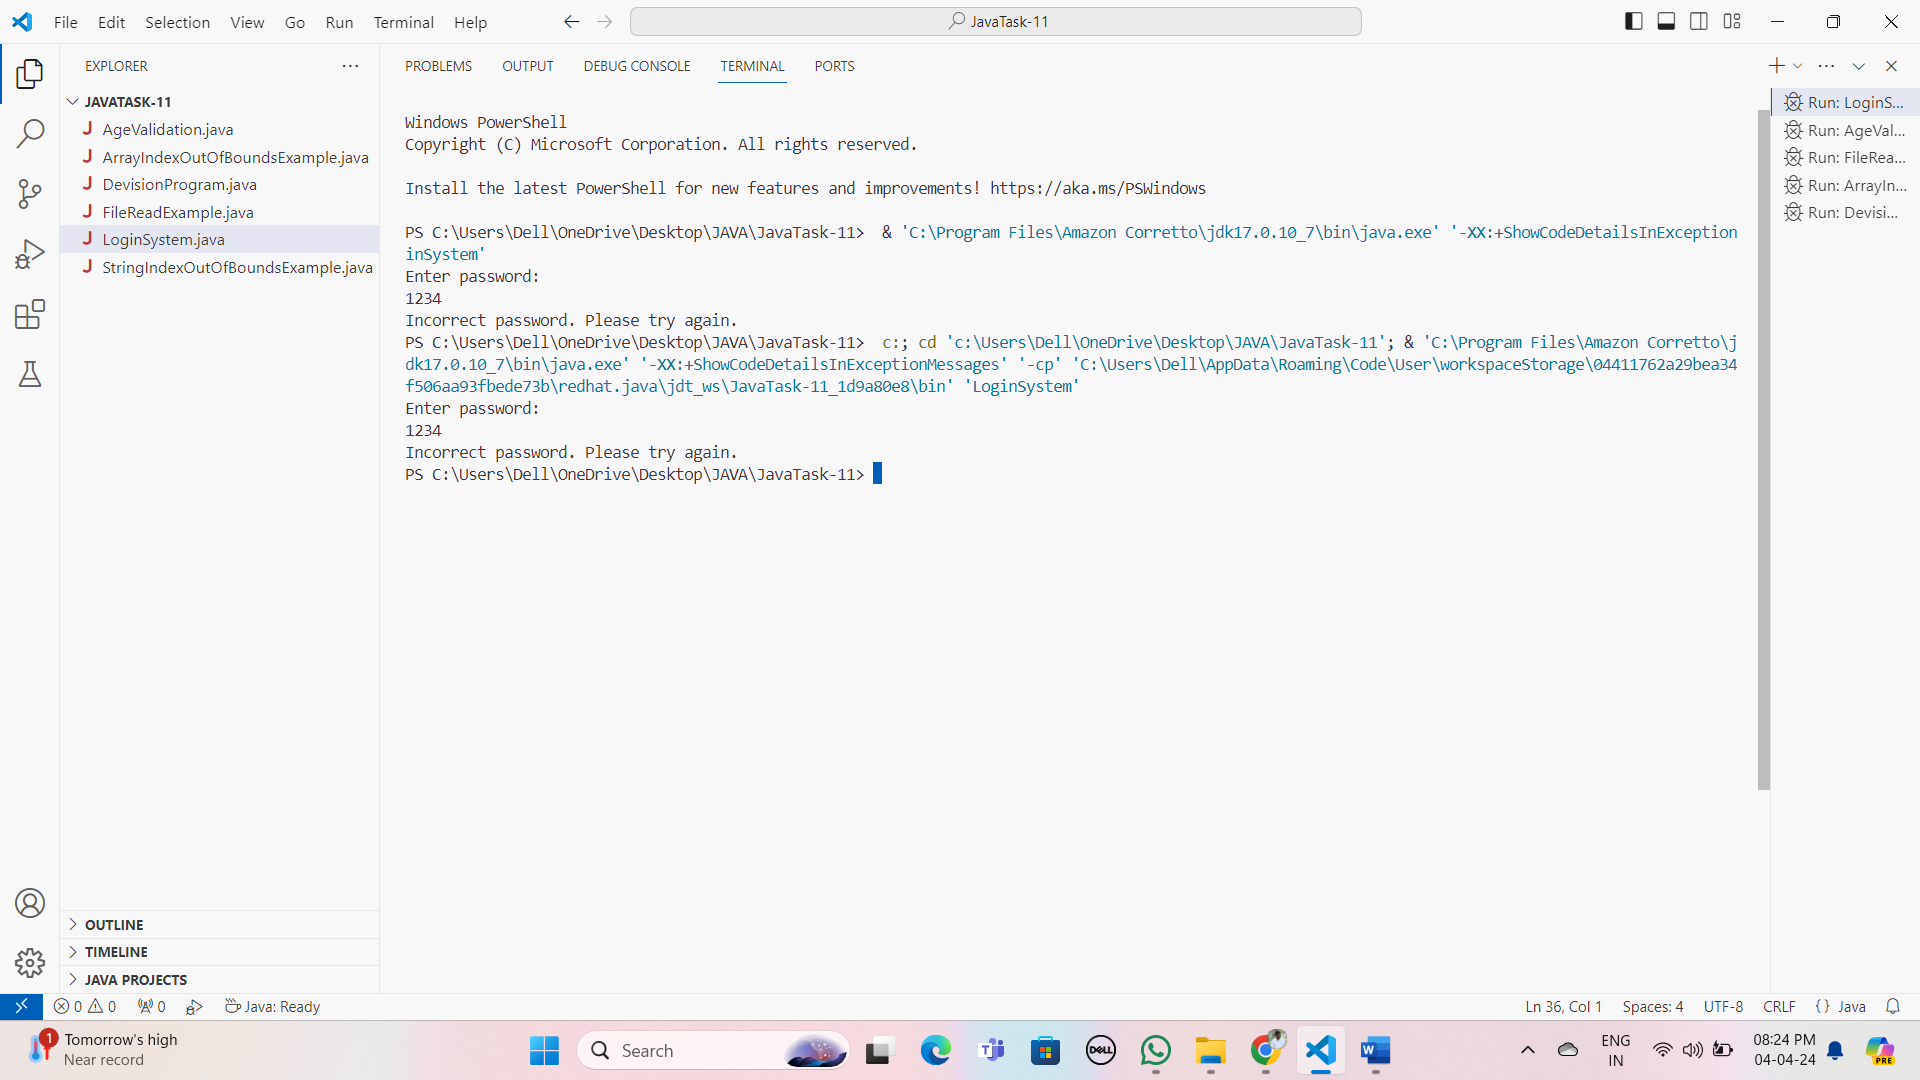 File Edit Selection View Go Run Terminal Help
JavaTask-11
EXPLORER
JAVATASK-11
AgeValidation.java
ArrayIndexOutOfBoundsExample.java
DevisionProgram.java
FileReadExample.java
LoginSystem.java
StringIndexOutOfBoundsExample.java
OUTLINE
TIMELINE
JAVA PROJECTS
PROBLEMS OUTPUT DEBUG CONSOLE TERMINAL PORTS
Windows PowerShell
Copyright (C) Microsoft Corporation. All rights reserved.
Install the latest PowerShell for new features and improvements! https://aka.ms/PSWindows
PS C:\Users\Dell\OneDrive\Desktop\JAVA\JavaTask-11>  & 'C:\Program Files\Amazon Corretto\jdk17.0.10_7\bin\java.exe' '-XX:+ShowCodeDetailsInException
inSystem'
Enter password:
1234
Incorrect password. Please try again.
PS C:\Users\Dell\OneDrive\Desktop\JAVA\JavaTask-11>  c:; cd 'c:\Users\Dell\OneDrive\Desktop\JAVA\JavaTask-11'; & 'C:\Program Files\Amazon Corretto\j
dk17.0.10_7\bin\java.exe' '-XX:+ShowCodeDetailsInExceptionMessages' '-cp' 'C:\Users\Dell\AppData\Roaming\Code\User\workspaceStorage\04411762a29bea34
f506aa93fbede73b\redhat.java\jdt_ws\JavaTask-11_1d9a80e8\bin' 'LoginSystem'
Enter password:
1234
Incorrect password. Please try again.
PS C:\Users\Dell\OneDrive\Desktop\JAVA\JavaTask-11>
Run: LoginS...
Run: AgeVal...
Run: FileRea...
Run: ArrayIn...
Run: Devisi...
0 0 0 Java: Ready
Ln 36, Col 1 Spaces: 4 UTF-8 CRLF {} Java
1
Tomorrow's high
Near record
Search
DELL
PRE
ENG
IN
08:24 PM
04-04-24